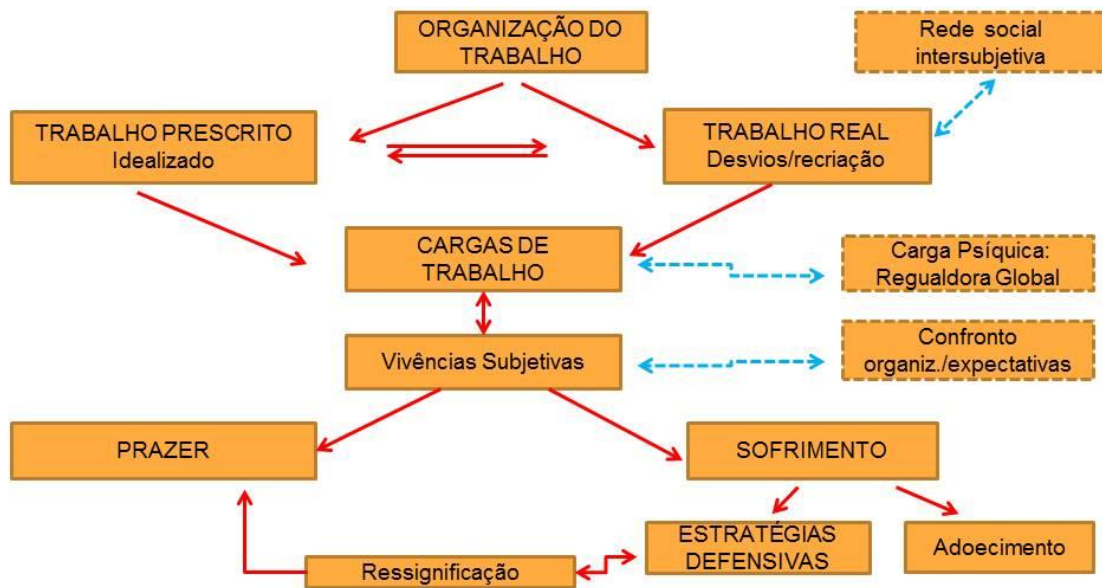 ORGANIZAÇÃO DO
TRABALHO
Rede social
intersubjetiva
TRABALHO PRESCRITO
Idealizado
TRABALHO REAL
Desvios/recriação
CARGAS DE
TRABALHO
Carga Psíquica:
Regualdora Global
Vivências Subjetivas
Confronto
organiz./expectativas
PRAZER
SOFRIMENTO
ESTRATÉGIAS
DEFENSIVAS
Adoecimento
Ressignificação